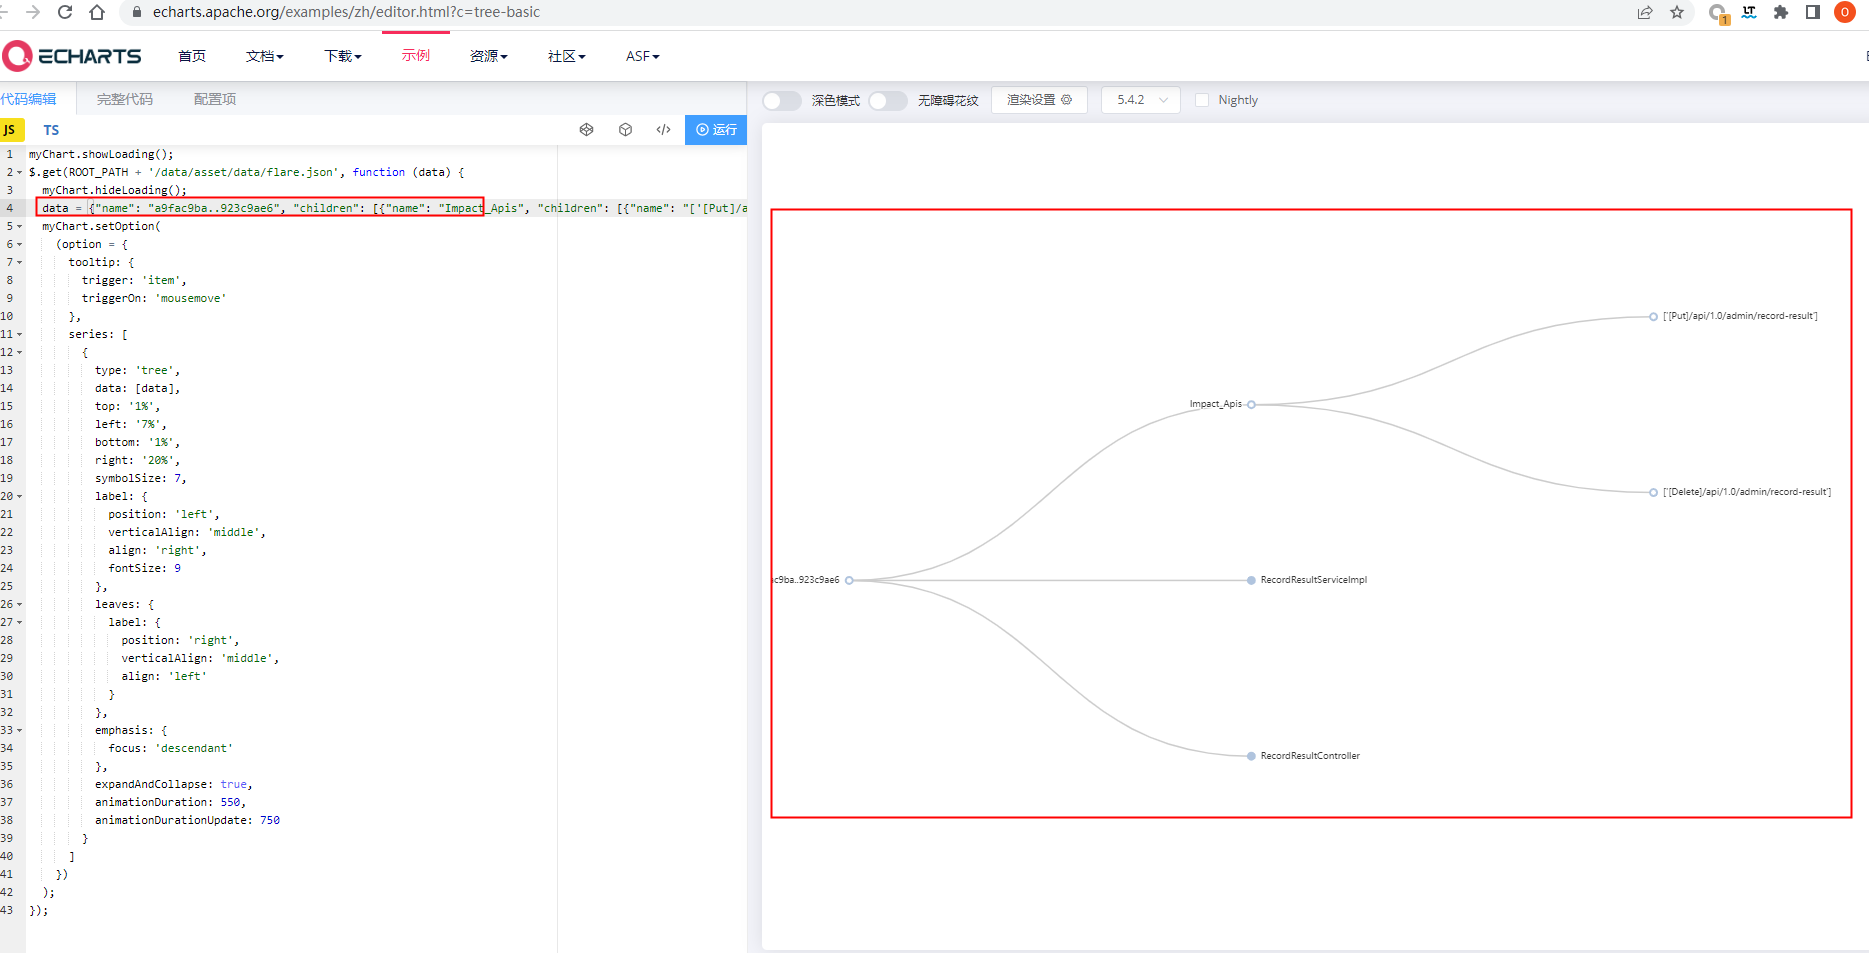 echarts.apache.org/examples/zh/editor.html?c=tree-basic
1
O
ECHARTS
首页
文档
下载
示例
资源
社区
ASF
代码编辑
完整代码
配置项
深色模式
无障碍花纹
渲染设置
5.4.2
Nightly
JS
TS
运行
1 myChart.showLoading();
2 $.get(ROOT_PATH + '/data/asset/data/flare.json', function (data) {
3 myChart.hideLoading();
4 data = {"name": "a9fac9ba..923c9ae6", "children": [{"name": "Impact_Apis", "children": [{"name": "['[Put]/a
5 myChart.setOption(
6 (option = {
7 tooltip: {
8 trigger: 'item',
9 triggerOn: 'mousemove'
10 },
11 series: [
12 {
13 type: 'tree',
14 data: [data],
15 top: '1%',
16 left: '7%',
17 bottom: '1%',
18 right: '20%',
19 symbolSize: 7,
20 label: {
21 position: 'left',
22 verticalAlign: 'middle',
23 align: 'right',
24 fontSize: 9
25 },
26 leaves: {
27 label: {
28 position: 'right',
29 verticalAlign: 'middle',
30 align: 'left'
31 }
32 },
33 emphasis: {
34 focus: 'descendant'
35 },
36 expandAndCollapse: true,
37 animationDuration: 550,
38 animationDurationUpdate: 750
39 }
40 ]
41 })
42 );
43 });
['[Put]/api/1.0/admin/record-result']
Impact_Apis
['[Delete]/api/1.0/admin/record-result']
c9ba..923c9ae6
RecordResultServiceImpl
RecordResultController